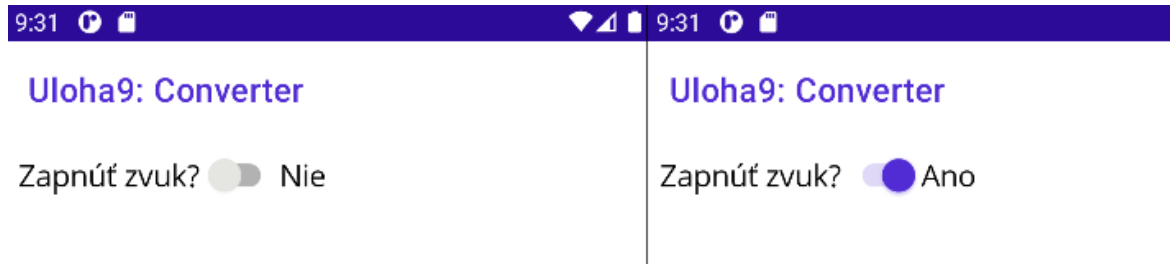 9:31
Uloha9: Converter
Zapnúť zvuk? Nie
9:31
Uloha9: Converter
Zapnúť zvuk? Ano